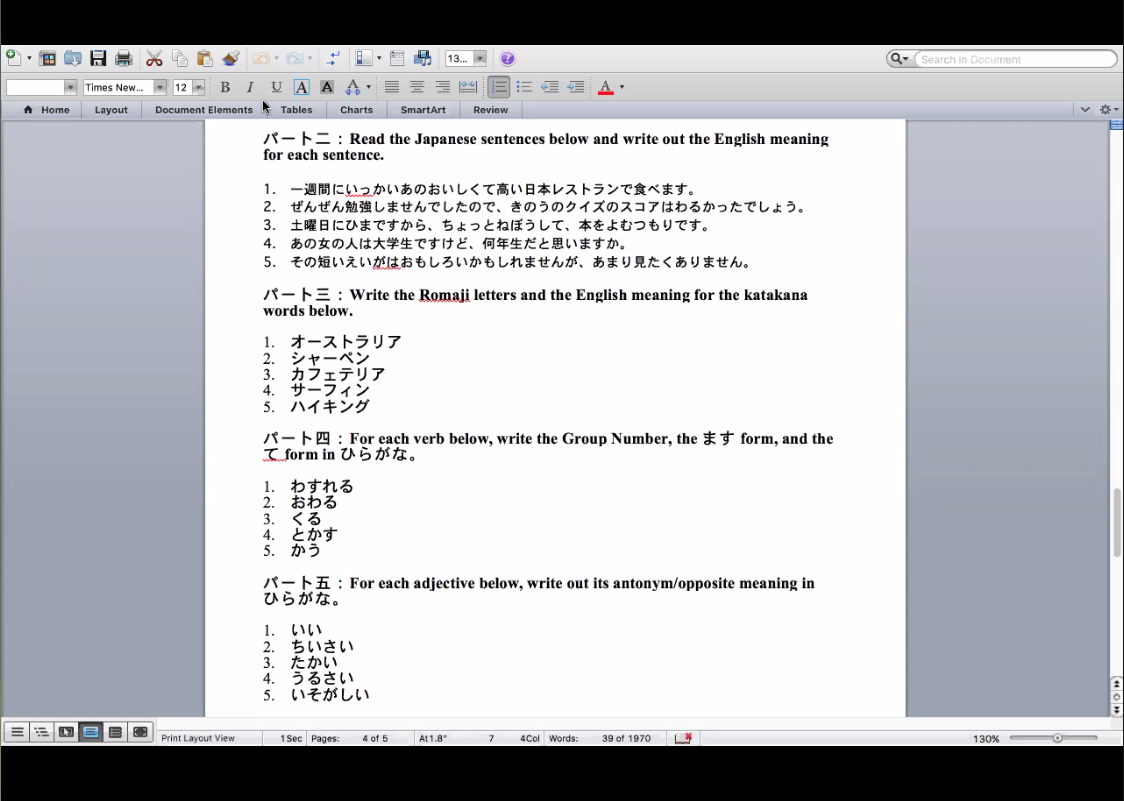 13...
Search in Document
Times New...
12
B I U A A A A
Home Layout Document Elements Tables Charts SmartArt Review
パート二：Read the Japanese sentences below and write out the English meaning
for each sentence.
1. 一週間にいっかいあのおいしくて高い日本レストランで食べます。
2. ぜんぜん勉強しませんでしたので、きのうのクイズのスコアはわるかったでしょう。
3. 土曜日にひまですから、ちょっとねぼうして、本をよむつもりです。
4. あの女の人は大学生ですけど、何年生だと思いますか。
5. その短いえいがはおもしろいかもしれませんが、あまり見たくありません。
パート三：Write the Romaji letters and the English meaning for the katakana
words below.
1. オーストラリア
2. シャーペン
3. カフェテリア
4. サーフィン
5. ハイキング
パート四：For each verb below, write the Group Number, the ます form, and the
て form in ひらがな。
1. わすれる
2. おわる
3. くる
4. とかす
5. かう
パート五：For each adjective below, write out its antonym/opposite meaning in
ひらがな。
1. いい
2. ちいさい
3. たかい
4. うるさい
5. いそがしい
Print Layout View 1Sec Pages: 4 of 5 At1.8" 7 4Col Words: 39 of 1970 130%